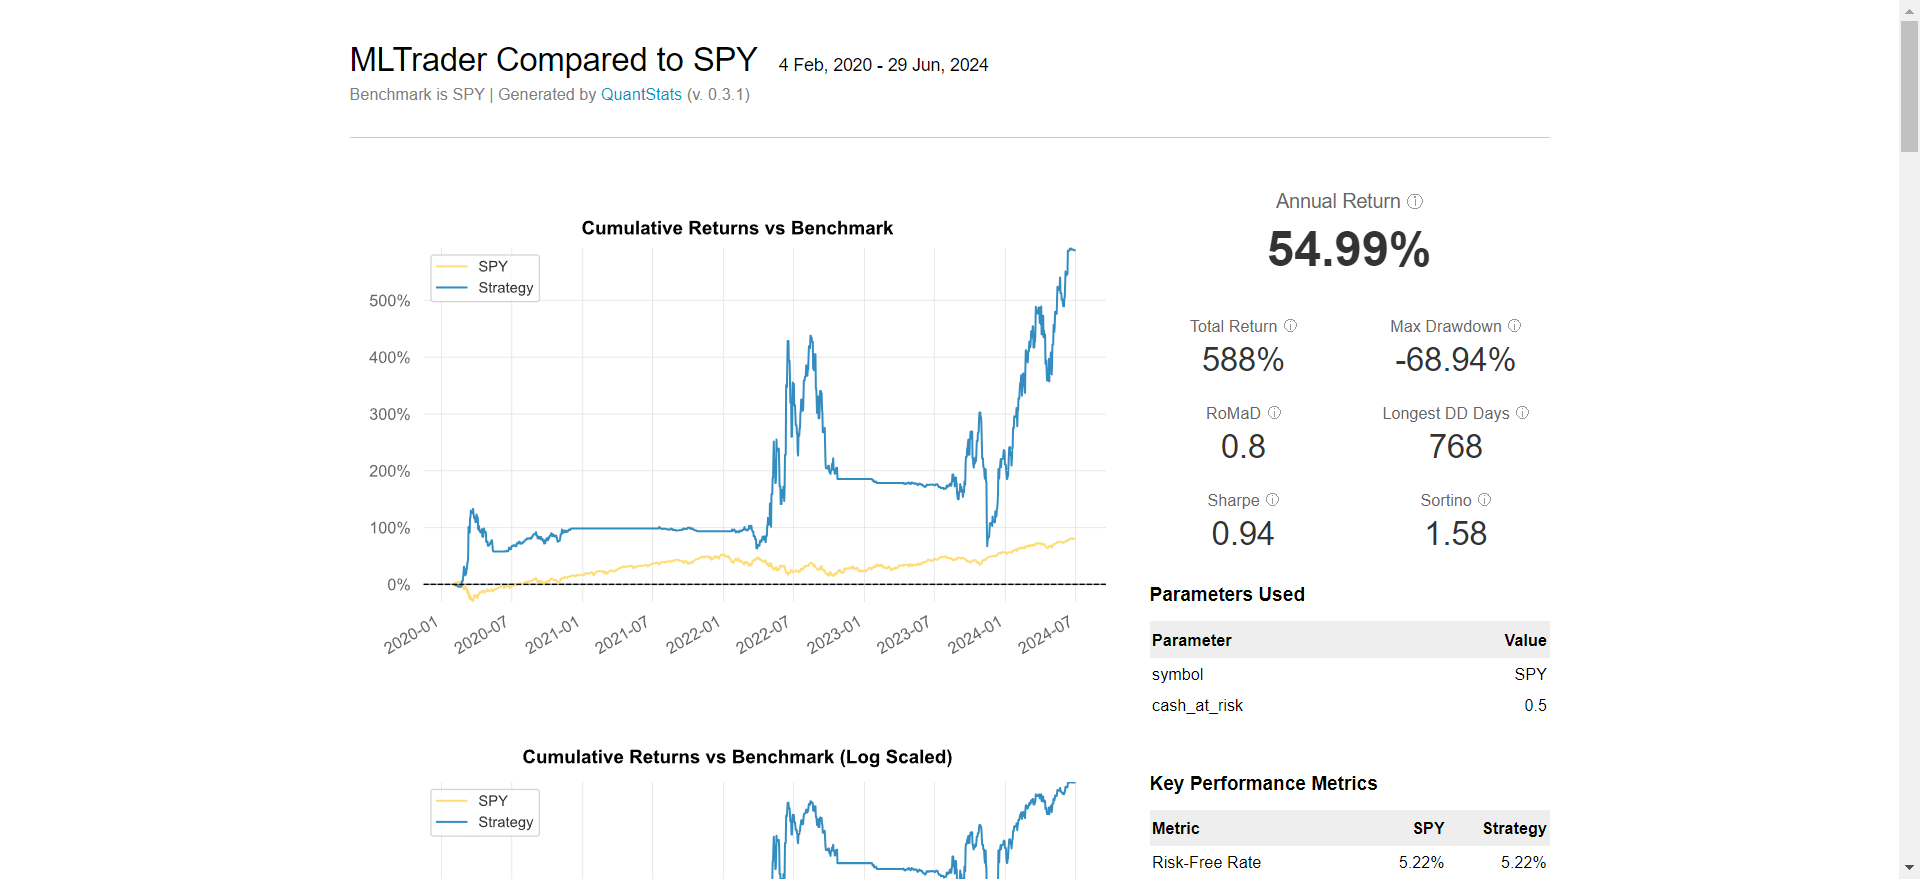 MLTrader Compared to SPY 4 Feb, 2020 - 29 Jun, 2024
Benchmark is SPY | Generated by QuantStats (v. 0.3.1)
Cumulative Returns vs Benchmark
SPY
Strategy
500%
400%
300%
200%
100%
0%
2020-01
2020-07
2021-01
2021-07
2022-01
2022-07
2023-01
2023-07
2024-01
2024-07
Cumulative Returns vs Benchmark (Log Scaled)
SPY
Strategy
Annual Return ⓘ
54.99%
Total Return ⓘ Max Drawdown ⓘ
588% -68.94%
RoMaD ⓘ Longest DD Days ⓘ
0.8 768
Sharpe ⓘ Sortino ⓘ
0.94 1.58
Parameters Used
Parameter Value
symbol SPY
cash_at_risk 0.5
Key Performance Metrics
Metric SPY Strategy
Risk-Free Rate 5.22% 5.22%